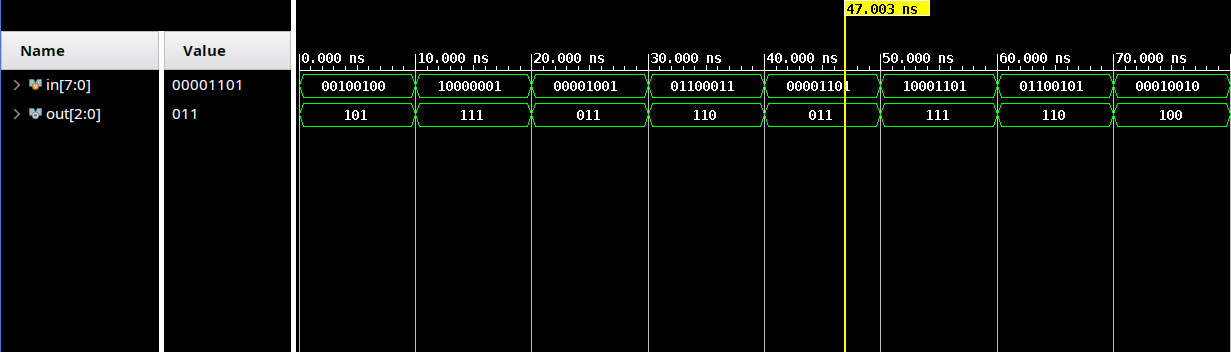 47.003 ns
Name Value
0.000 ns 10.000 ns 20.000 ns 30.000 ns 40.000 ns 50.000 ns 60.000 ns 70.000 ns
in[7:0] 00001101 00100100 10000001 00001001 01100011 00001101 10001101 01100101 00010010
out[2:0] 011 101 111 011 110 011 111 110 100